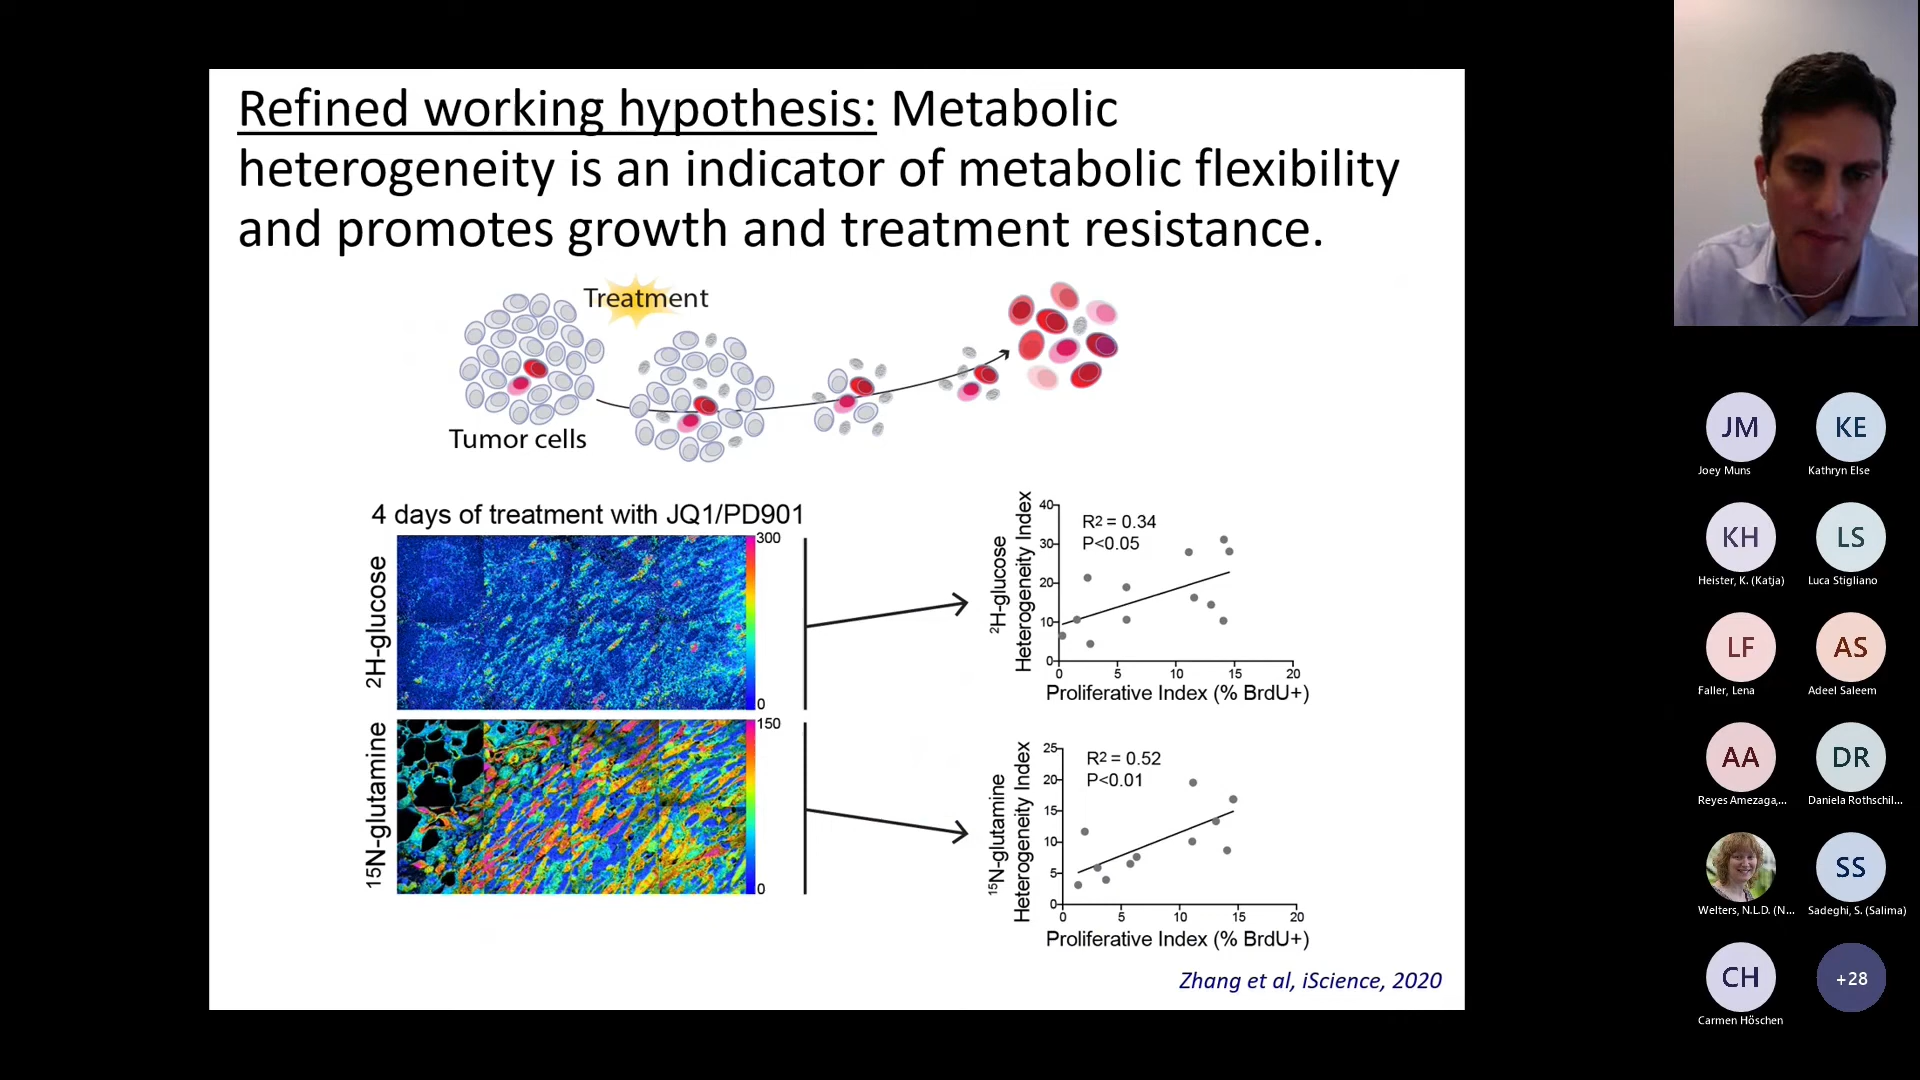 Refined working hypothesis: Metabolic
heterogeneity is an indicator of metabolic flexibility
and promotes growth and treatment resistance.
Treatment
Tumor cells
4 days of treatment with JQ1/PD901
2H-glucose
300
0
15N-glutamine
150
0
2H-glucose
Heterogeneity Index
40
30
20
10
0
R2 = 0.34
P<0.05
0 5 10 15 20
Proliferative Index (% BrdU+)
15N-glutamine
Heterogeneity Index
25
20
15
10
5
0
R2 = 0.52
P<0.01
0 5 10 15 20
Proliferative Index (% BrdU+)
Zhang et al, iScience, 2020
JM KE
Joey Muns Kathryn Else
KH LS
Heister, K. (Katja) Luca Stigliano
LF AS
Faller, Lena Adeel Saleem
AA DR
Reyes Amezaga,... Daniela Rothschil...
SS
Welters, N.L.D. (N... Sadeghi, S. (Salima)
CH +28
Carmen Höschen